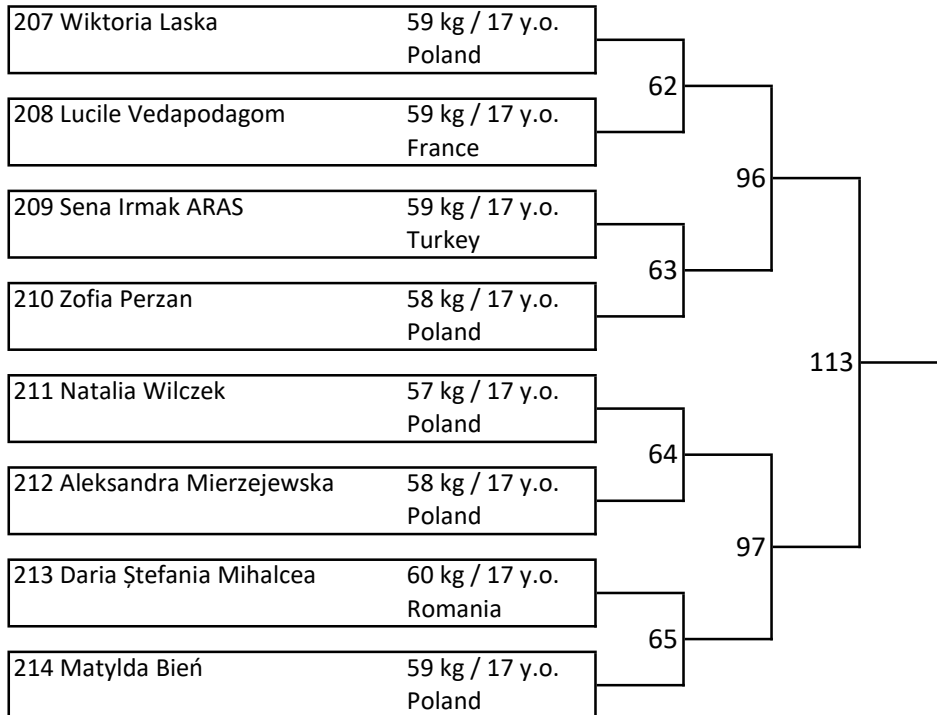 207 Wiktoria Laska 59 kg / 17 y.o.
Poland
62
208 Lucile Vedapodagom 59 kg / 17 y.o.
France
96
209 Sena Irmak ARAS 59 kg / 17 y.o.
Turkey
63
210 Zofia Perzan 58 kg / 17 y.o.
Poland
113
211 Natalia Wilczek 57 kg / 17 y.o.
Poland
64
212 Aleksandra Mierzejewska 58 kg / 17 y.o.
Poland
97
213 Daria Ștefania Mihalcea 60 kg / 17 y.o.
Romania
65
214 Matylda Bień 59 kg / 17 y.o.
Poland